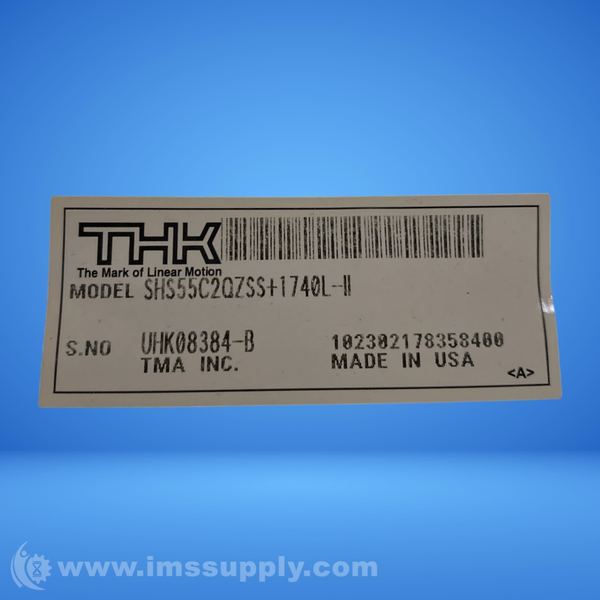 THK
The Mark of Linear Motion
MODEL SHS55C2QZSS+1740L-II
S.NO UHK08384-B 102302178358400
TMA INC. MADE IN USA
<A>
www.imssupply.com